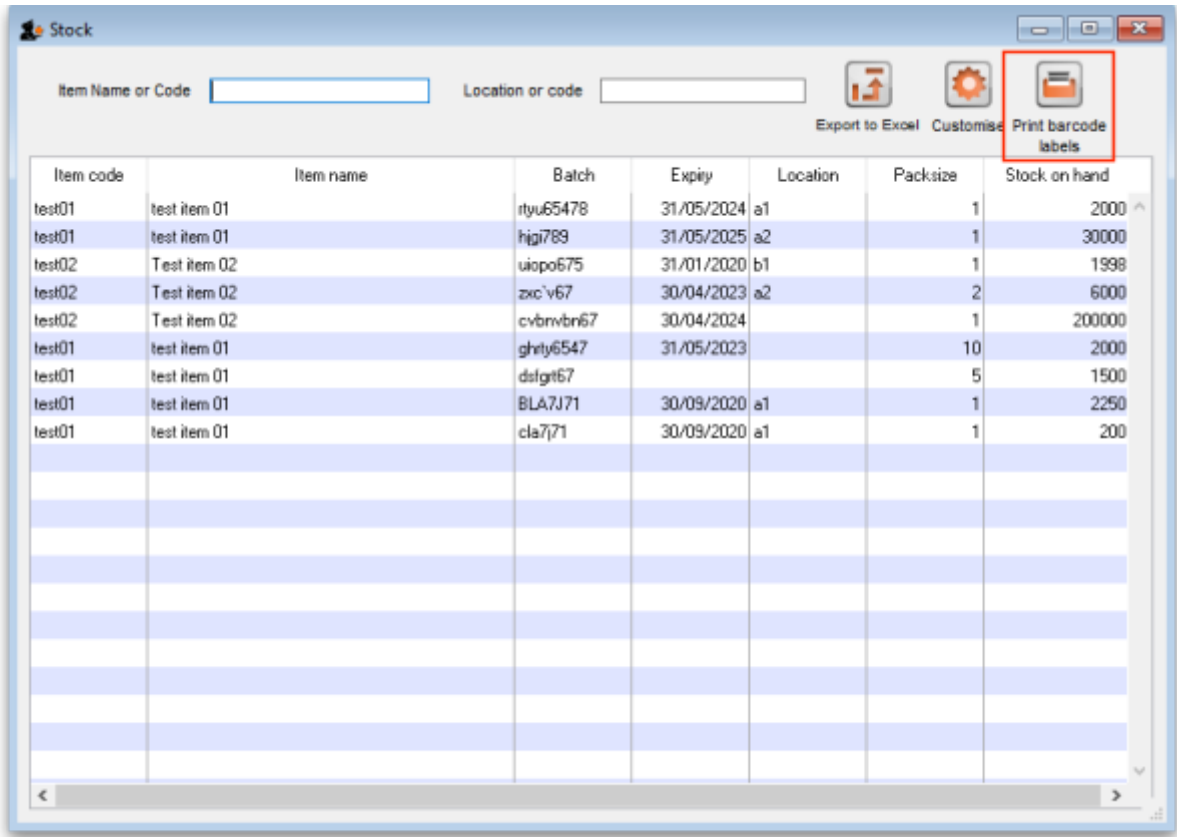 Stock
Item Name or Code Location or code
Export to Excel Customise Print barcode labels
Item code Item name Batch Expiry Location Packsize Stock on hand
test01 test item 01 rtyu65478 31/05/2024 a1 1 2000
test01 test item 01 hjgi789 31/05/2025 a2 1 30000
test02 Test item 02 uiopo675 31/01/2020 b1 1 1998
test02 Test item 02 zxc`v67 30/04/2023 a2 2 6000
test02 Test item 02 cvbnvbn67 30/04/2024 1 200000
test01 test item 01 ghrty6547 31/05/2023 10 2000
test01 test item 01 dsfgrt67 5 1500
test01 test item 01 BLA7J71 30/09/2020 a1 1 2250
test01 test item 01 cla7j71 30/09/2020 a1 1 200